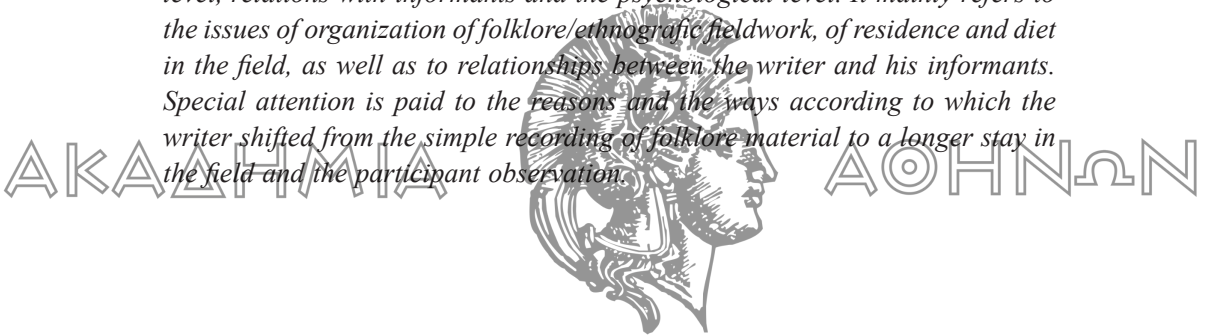 level, relations with informants and the psychological level. It mainly refers to
the issues of organization of folklore/ethnografic fieldwork, of residence and diet
in the field, as well as to relationships between the writer and his informants.
Special attention is paid to the reasons and the ways according to which the
writer shifted from the simple recording of folklore material to a longer stay in
the field and the participant observation.
ΑΚΑΔΗΜΙΑ ΑΘΗΝΩΝ